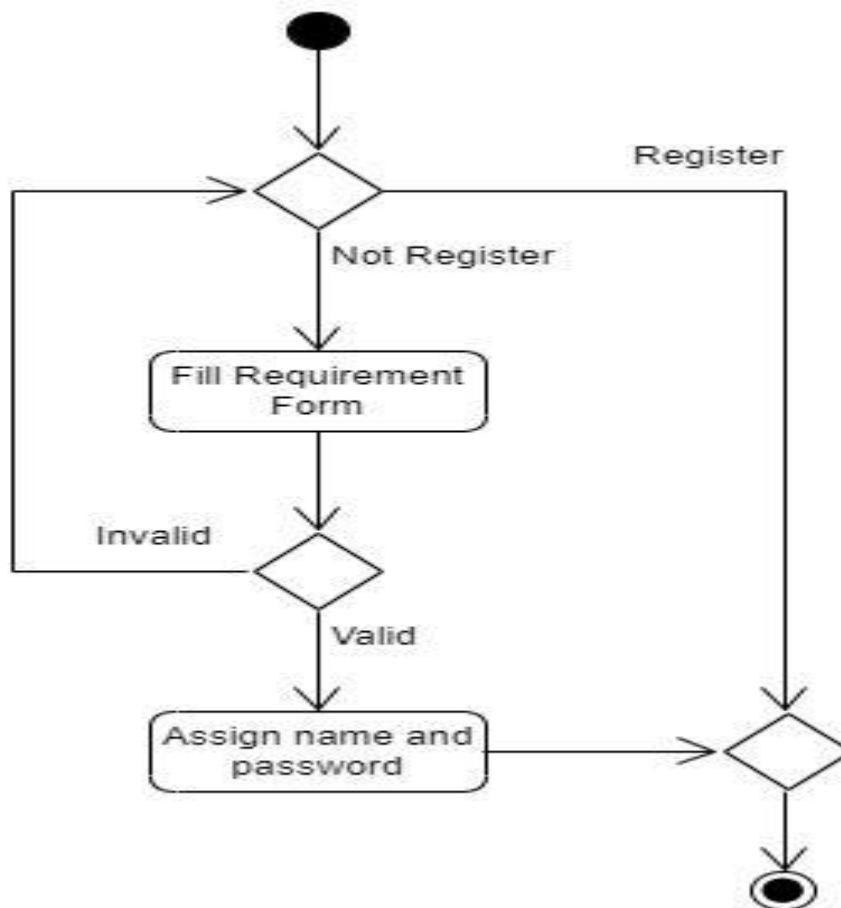 Register
Not Register
Fill Requirement
Form
Invalid
Valid
Assign name and
password